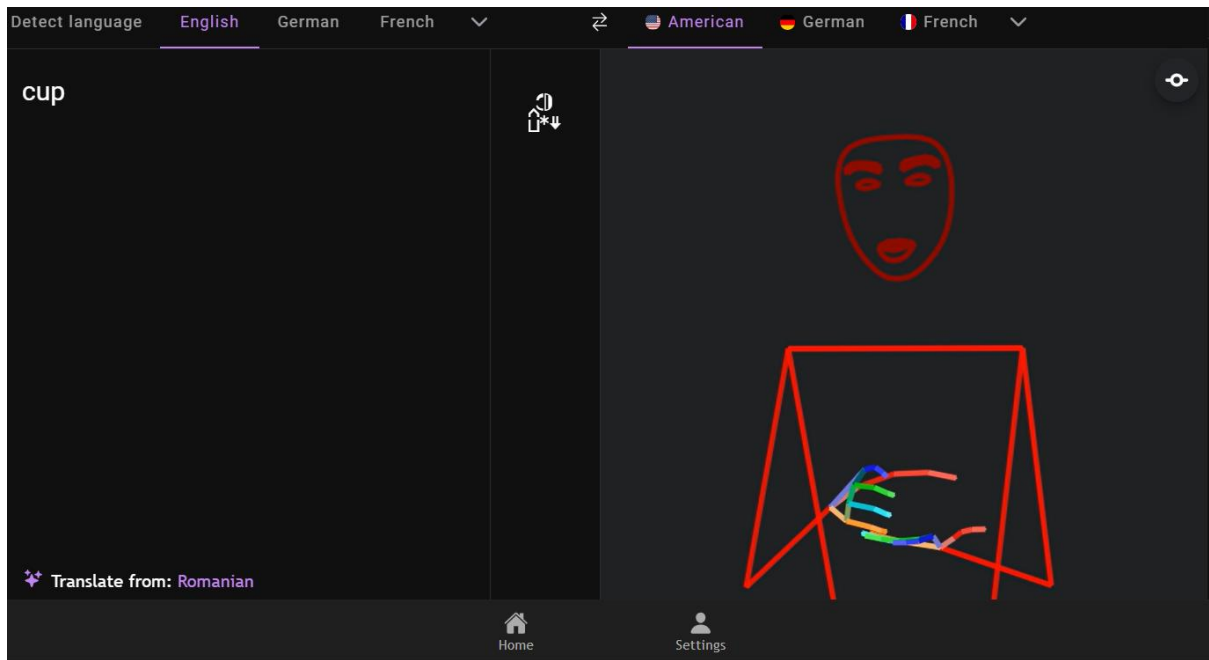 Detect language English German French American German French
cup
Translate from: Romanian
Home Settings